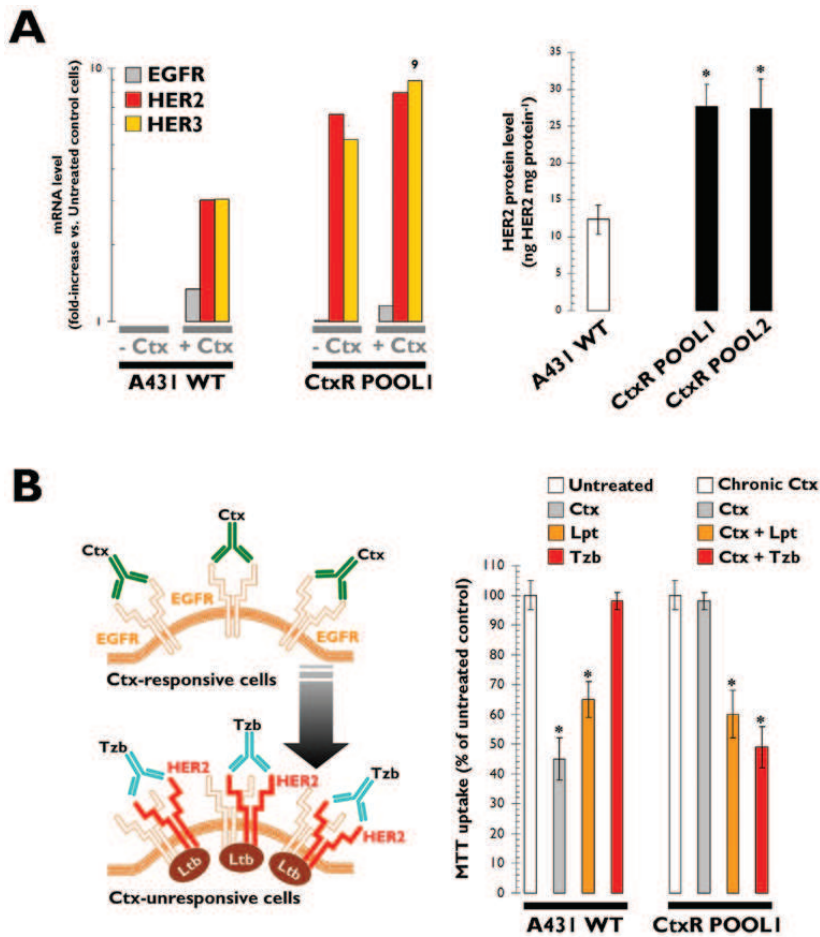 A
mRNA level
(fold-increase vs. Untreated control cells)
10
1
EGFR
HER2
HER3
9
- Ctx
+ Ctx
- Ctx
+ Ctx
A431 WT
CtxR POOL1
HER2 protein level
(ng HER2 mg protein⁻¹)
35
30
25
20
15
10
5
0
*
*
A431 WT
CtxR POOL1
CtxR POOL2
B
Ctx
Ctx
Ctx
EGFR
EGFR
EGFR
Ctx-responsive cells
Tzb
Tzb
Tzb
HER2
HER2
HER2
Ltb
Ltb
Ltb
Ctx-unresponsive cells
Untreated
Ctx
Lpt
Tzb
Chronic Ctx
Ctx
Ctx + Lpt
Ctx + Tzb
MTT uptake (% of untreated control)
110
100
90
80
70
60
50
40
30
20
10
0
*
*
*
*
A431 WT
CtxR POOL1